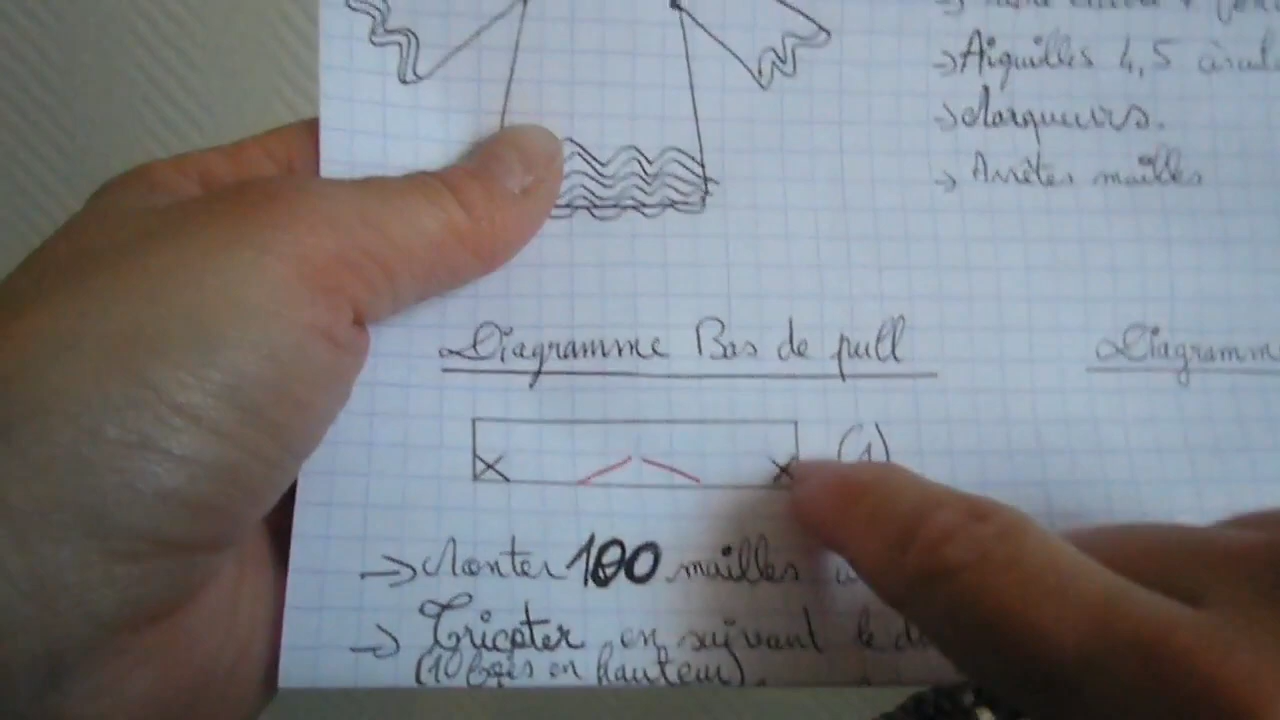 → Aiguilles 4,5
→ Marqueurs.
→ Arrêtes mailles
Diagramme Bas de pull
Diagramm
(1)
→ Monter 100 mailles
→ Tricoter en suivant le d
(10 fois en hauteur).